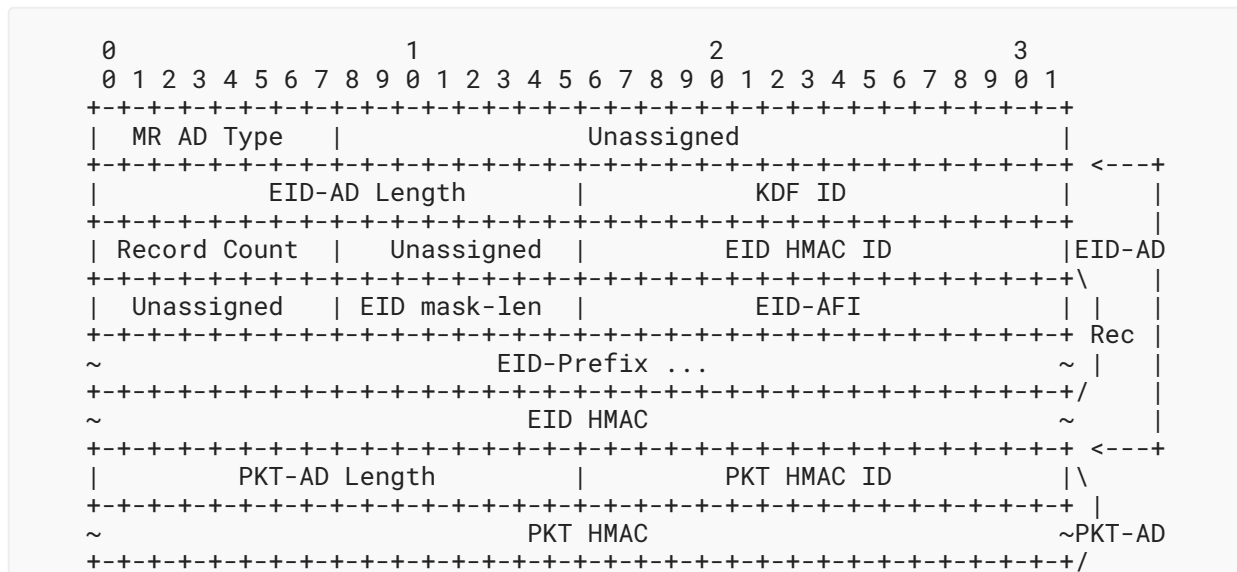 0                   1                   2                   3
 0 1 2 3 4 5 6 7 8 9 0 1 2 3 4 5 6 7 8 9 0 1 2 3 4 5 6 7 8 9 0 1
+-+-+-+-+-+-+-+-+-+-+-+-+-+-+-+-+-+-+-+-+-+-+-+-+-+-+-+-+-+-+-+-+
|  MR AD Type   |                Unassigned                     |
+-+-+-+-+-+-+-+-+-+-+-+-+-+-+-+-+-+-+-+-+-+-+-+-+-+-+-+-+-+-+-+-+ <---+
|           EID-AD Length       |           KDF ID              |     |
+-+-+-+-+-+-+-+-+-+-+-+-+-+-+-+-+-+-+-+-+-+-+-+-+-+-+-+-+-+-+-+-+     |
| Record Count  |   Unassigned  |         EID HMAC ID           |EID-AD
+-+-+-+-+-+-+-+-+-+-+-+-+-+-+-+-+-+-+-+-+-+-+-+-+-+-+-+-+-+-+-+-+\    |
|  Unassigned   | EID mask-len  |           EID-AFI             | |   |
+-+-+-+-+-+-+-+-+-+-+-+-+-+-+-+-+-+-+-+-+-+-+-+-+-+-+-+-+-+-+-+-+ Rec |
~                          EID-Prefix ...                       ~ |   |
+-+-+-+-+-+-+-+-+-+-+-+-+-+-+-+-+-+-+-+-+-+-+-+-+-+-+-+-+-+-+-+-+/    |
~                            EID HMAC                           ~     |
+-+-+-+-+-+-+-+-+-+-+-+-+-+-+-+-+-+-+-+-+-+-+-+-+-+-+-+-+-+-+-+-+ <---+
|         PKT-AD Length         |         PKT HMAC ID           |\
+-+-+-+-+-+-+-+-+-+-+-+-+-+-+-+-+-+-+-+-+-+-+-+-+-+-+-+-+-+-+-+-+ |
~                            PKT HMAC                           ~PKT-AD
+-+-+-+-+-+-+-+-+-+-+-+-+-+-+-+-+-+-+-+-+-+-+-+-+-+-+-+-+-+-+-+-+/